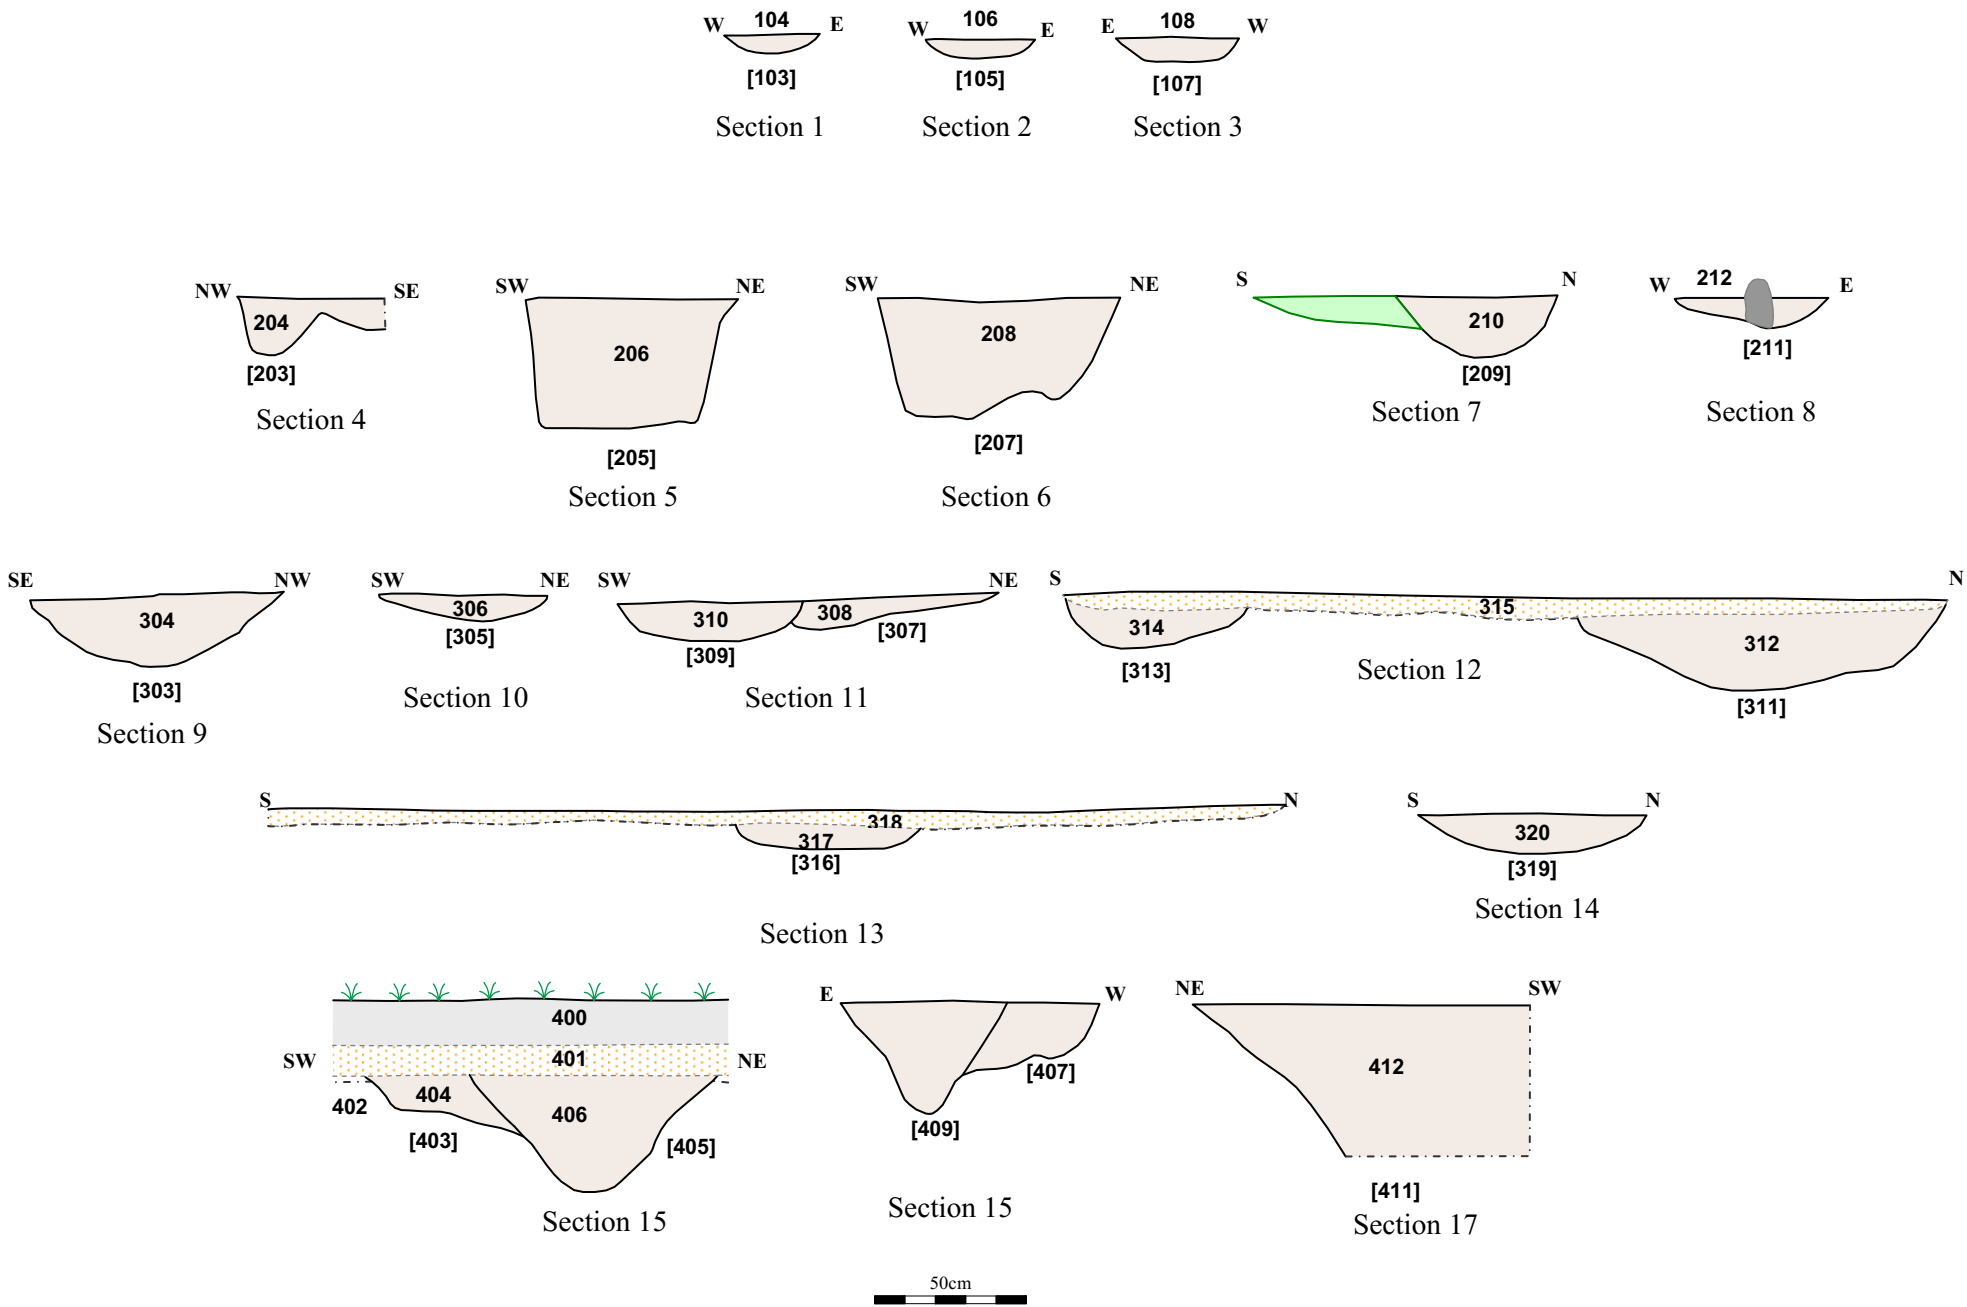 W 104 E
[103]
Section 1
W 106 E
[105]
Section 2
E 108 W
[107]
Section 3
NW SE
204
[203]
Section 4
SW NE
206
[205]
Section 5
SW NE
208
[207]
Section 6
S N
210
[209]
Section 7
W 212 E
[211]
Section 8
SE NW
304
[303]
Section 9
SW NE
306
[305]
Section 10
SW NE
310 308
[309] [307]
Section 11
S N
315
314 312
[313] [311]
Section 12
S N
318
317
[316]
Section 13
S N
320
[319]
Section 14
400
SW 401 NE
402 404 406
[403] [405]
Section 15
E W
[407]
[409]
Section 15
NE SW
412
[411]
Section 17
50cm